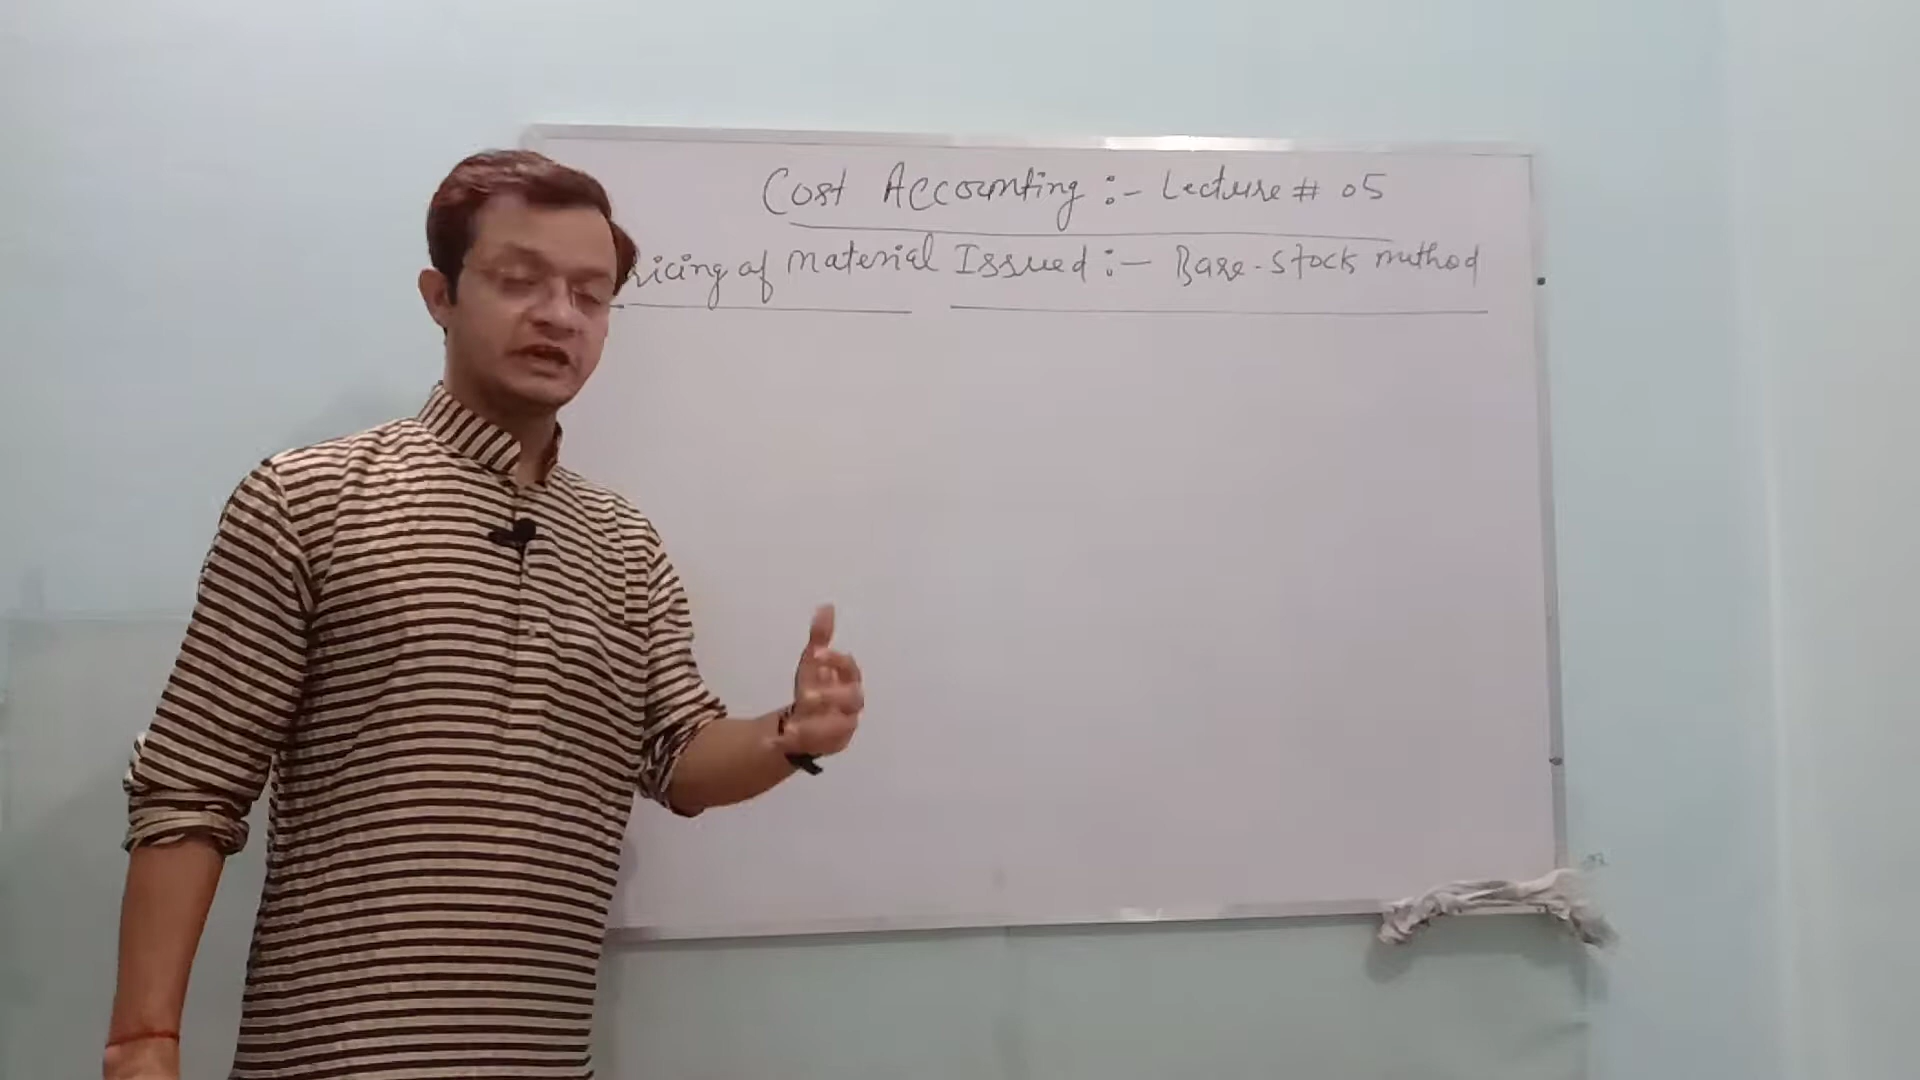 Cost Accounting :- Lecture # 05
ricing of material Issued :- Base-stock method